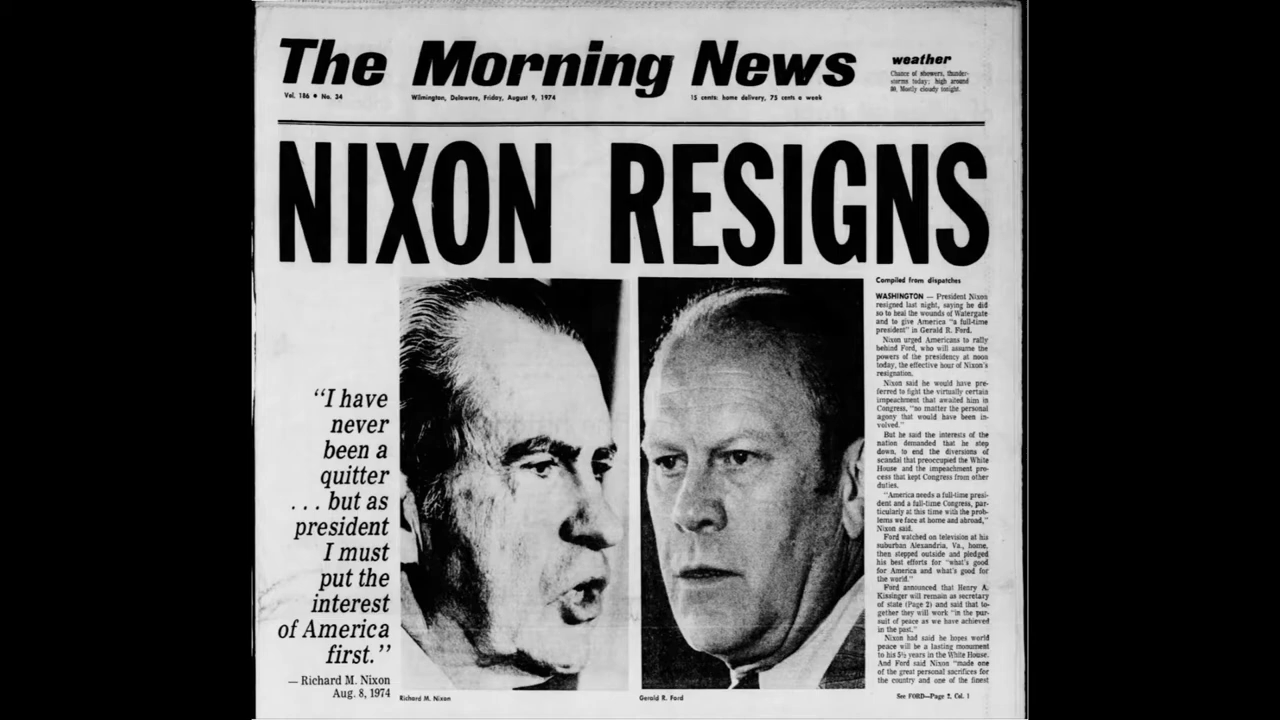 The Morning News
weather
Chance of showers, thunder-
storms today; high around
80. Mostly cloudy tonight.
Vol. 186 • No. 34
Wilmington, Delaware, Friday, August 9, 1974
15 cents: home delivery, 75 cents a week
NIXON RESIGNS
"I have
never
been a
quitter
. . . but as
president
I must
put the
interest
of America
first."
— Richard M. Nixon
Aug. 8, 1974
Richard M. Nixon
Gerald R. Ford
Compiled from dispatches
WASHINGTON — President Nixon
resigned last night, saying he did
so to heal the wounds of Watergate
and to give America "a full-time
president" in Gerald R. Ford.
Nixon urged Americans to rally
behind Ford, who will assume the
powers of the presidency at noon
today, the effective hour of Nixon's
resignation.
Nixon said he would have pre-
ferred to fight the virtually certain
impeachment that awaited him in
Congress, "no matter the personal
agony that would have been in-
volved."
But he said the interests of the
nation demanded that he step
down, to end the diversions of
scandal that preoccupied the White
House and the impeachment pro-
cess that kept Congress from other
duties.
"America needs a full-time presi-
dent and a full-time Congress, par-
ticularly at this time with the prob-
lems we face at home and abroad,"
Nixon said.
Ford watched on television at his
suburban Alexandria, Va., home,
then stepped outside and pledged
his best efforts for "what's good
for America and what's good for
the world."
Ford announced that Henry A.
Kissinger will remain as secretary
of state (Page 2) and said that to-
gether they will work "in the pur-
suit of peace as we have achieved
in the past."
Nixon had said he hopes world
peace will be a lasting monument
to his 5½ years in the White House.
And Ford said Nixon "made one
of the great personal sacrifices for
the country and one of the finest
See FORD—Page 2, Col. 1